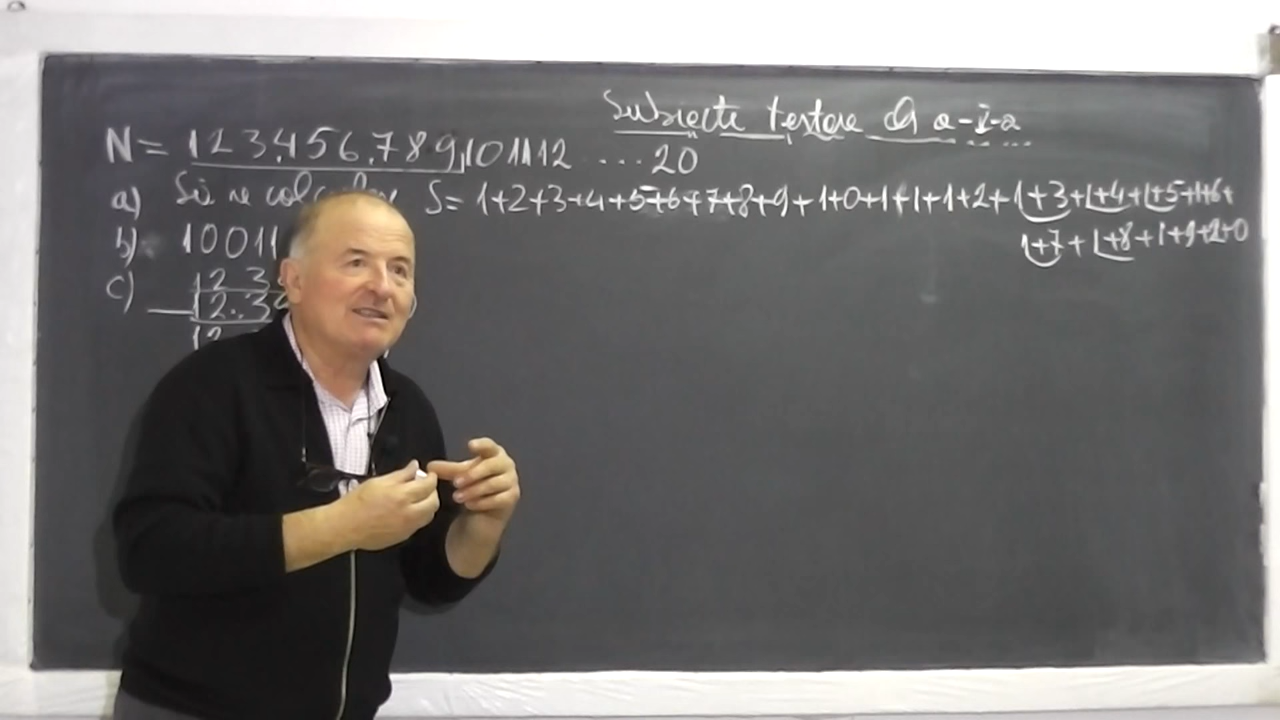 Subiecte testare cls a-V-a
N = 123456789101112 ...20
a) Să se calculeze S = 1+2+3+4+5+6+7+8+9+1+0+1+1+1+2+1+3+1+4+1+5+1+6+
1+7+1+8+1+9+2+0
b) 10011
c) 123
12.3
12